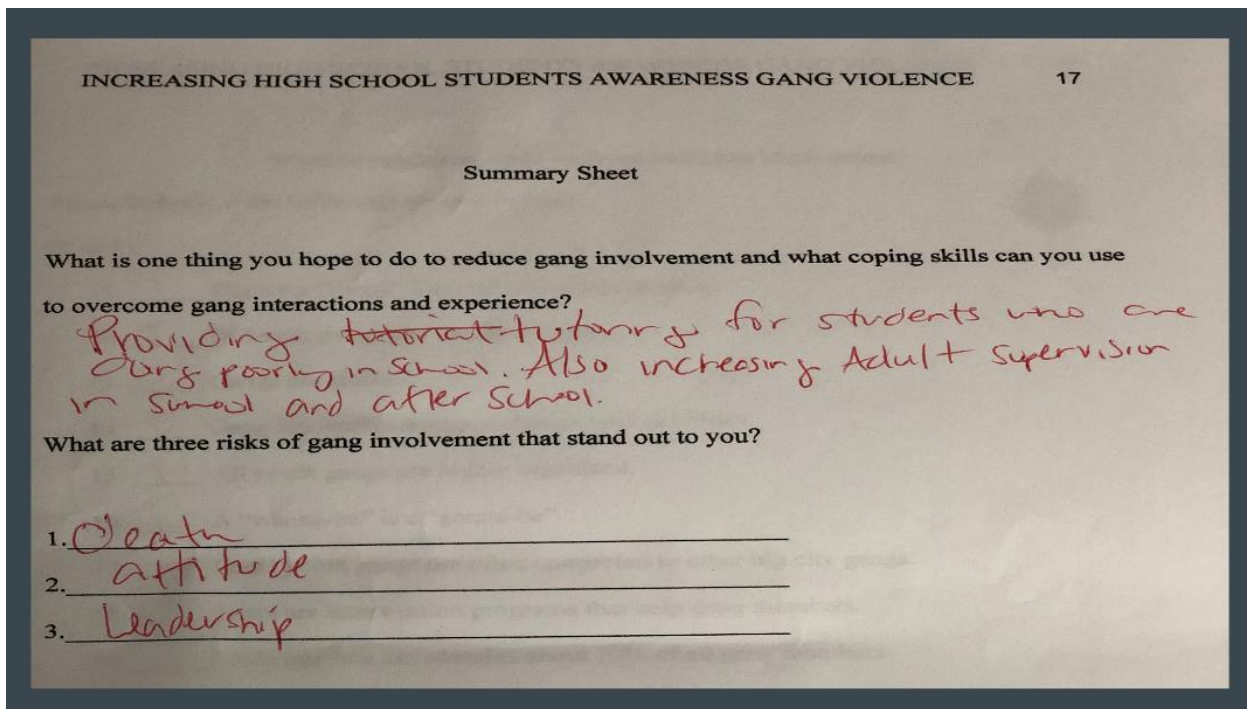 INCREASING HIGH SCHOOL STUDENTS AWARENESS GANG VIOLENCE 17
Summary Sheet
What is one thing you hope to do to reduce gang involvement and what coping skills can you use
to overcome gang interactions and experience?
Providing tutorial tutoring for students who are
doing poorly in school. Also increasing Adult supervision
in school and after school.
What are three risks of gang involvement that stand out to you?
1. Death
2. attitude
3. Leadership